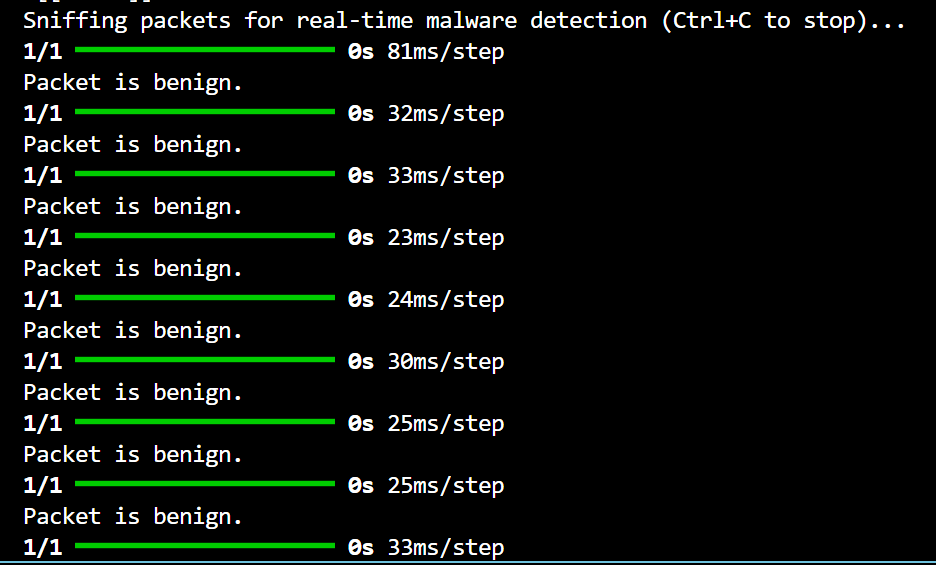 Sniffing packets for real-time malware detection (Ctrl+C to stop)...
1/1 0s 81ms/step
Packet is benign.
1/1 0s 32ms/step
Packet is benign.
1/1 0s 33ms/step
Packet is benign.
1/1 0s 23ms/step
Packet is benign.
1/1 0s 24ms/step
Packet is benign.
1/1 0s 30ms/step
Packet is benign.
1/1 0s 25ms/step
Packet is benign.
1/1 0s 25ms/step
Packet is benign.
1/1 0s 33ms/step